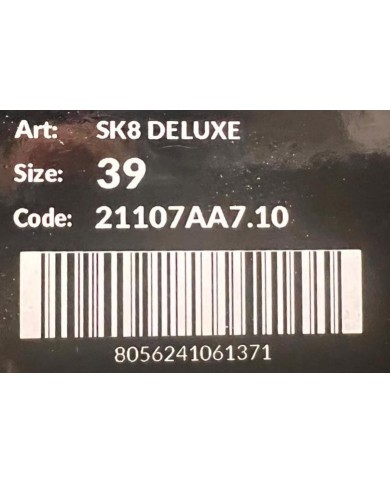 Art: SK8 DELUXE
Size: 39
Code: 21107AA7.10
8056241061371